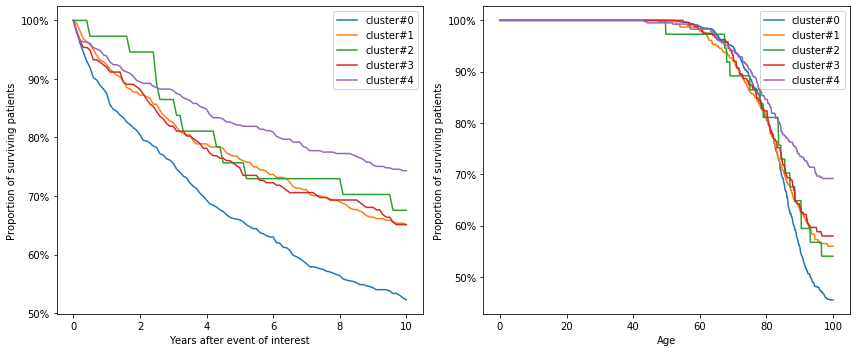 Proportion of surviving patients
100%
90%
80%
70%
60%
50%
0
2
4
6
8
10
Years after event of interest
cluster#0
cluster#1
cluster#2
cluster#3
cluster#4
Proportion of surviving patients
100%
90%
80%
70%
60%
50%
0
20
40
60
80
100
Age
cluster#0
cluster#1
cluster#2
cluster#3
cluster#4